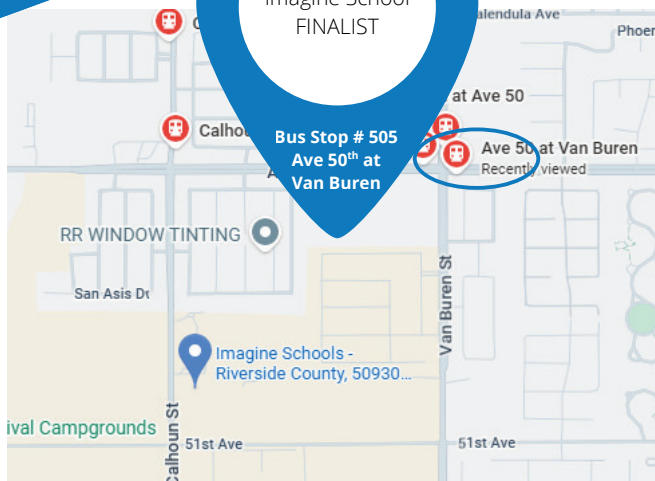 Imagine School
FINALIST
alendula Ave
Phoer
C
at Ave 50
Calhou
Bus Stop # 505
Ave 50th at
Van Buren
Ave 50 at Van Buren
Recently viewed
A
RR WINDOW TINTING
San Asis Dr
Van Buren St
Imagine Schools -
Riverside County, 50930...
ival Campgrounds
Calhoun St
51st Ave
51st Ave